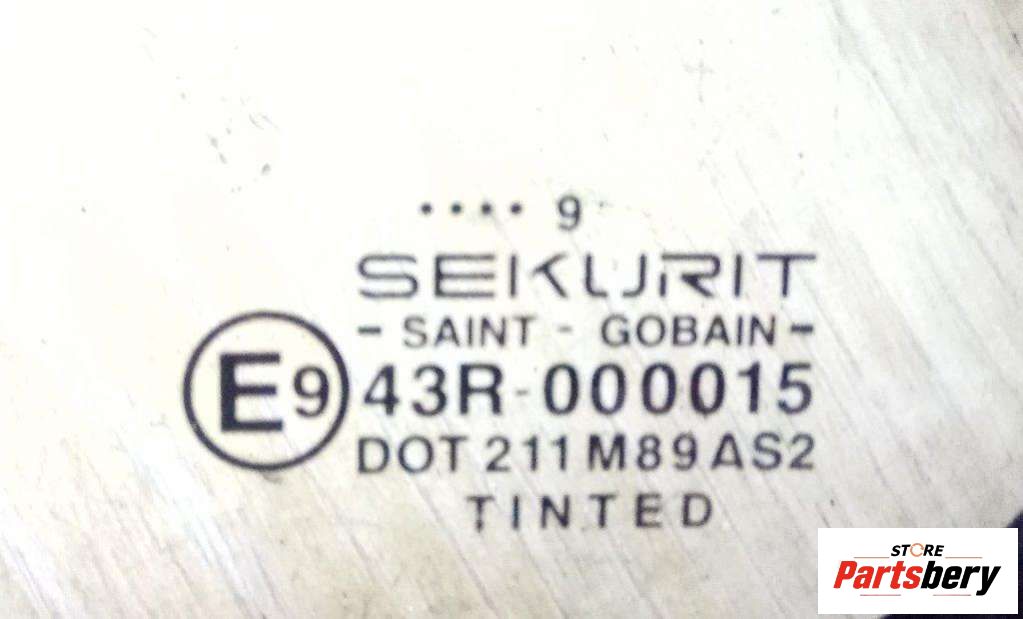 •••• 9
SEKURIT
- SAINT - GOBAIN -
E9 43R-000015
DOT 211 M89 AS2
TINTED
STORE
Partsbery